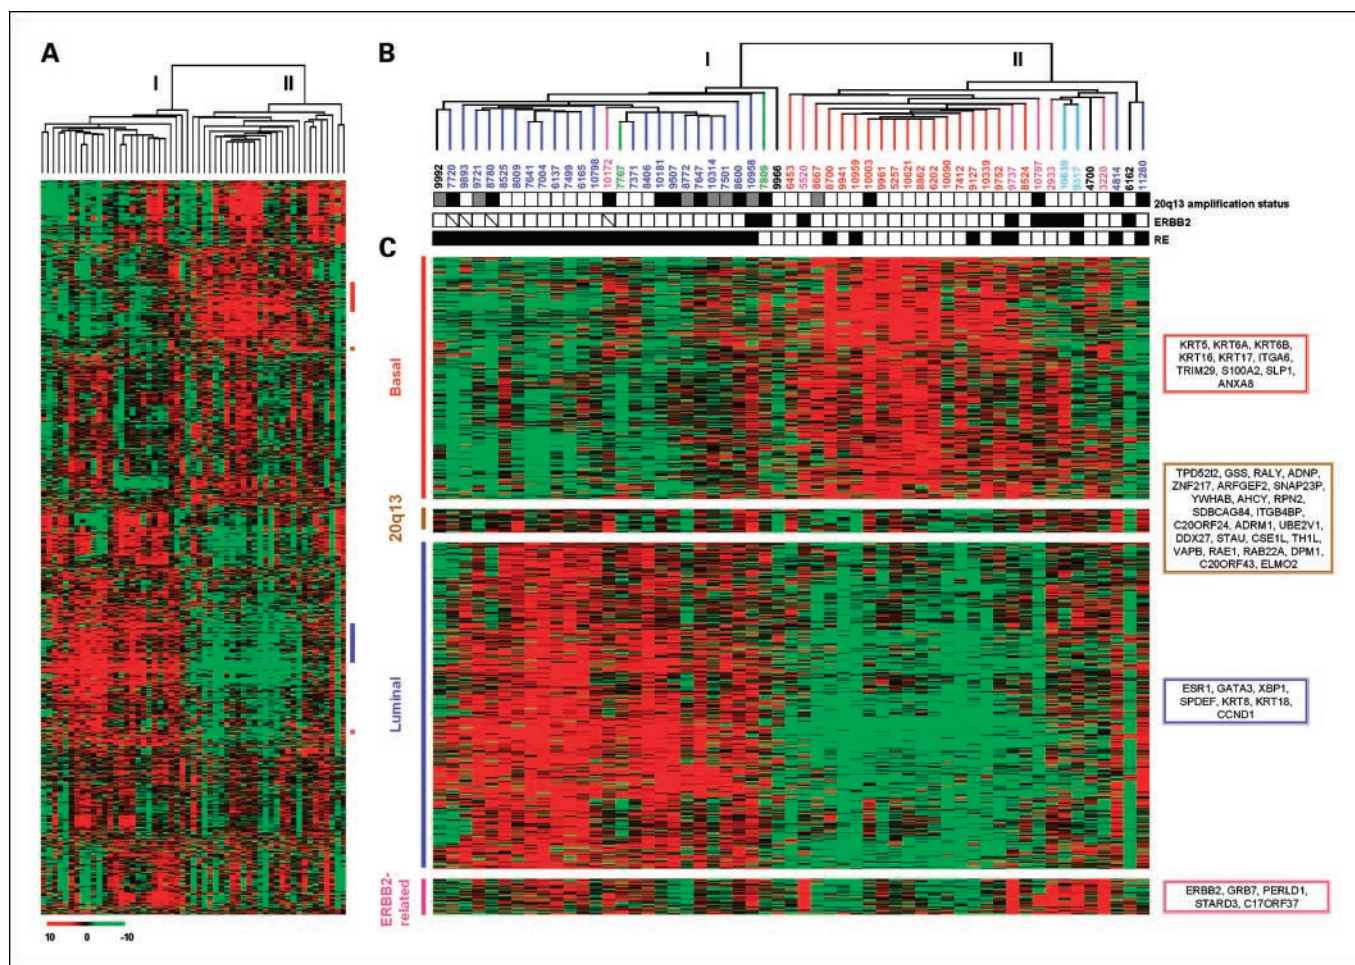 A
I
II
10 0 -10
B
I
II
9992 7720 9893 9721 8780 8525 8009 7641 7004 6137 7499 6165 10798 10172 7767 7371 8406 10181 9507 8772 7647 10314 7501 8600 10958 7809 9966 6453 5520 8667 8700 9941 10959 10003 9961 5257 10621 8862 6202 10090 7412 9127 10339 9752 9737 8524 10797 2933 10639 9317 4700 3220 4814 6162 11280
20q13 amplification status
ERBB2
RE
C
Basal
20q13
Luminal
ERBB2-
related
KRT5, KRT6A, KRT6B,
KRT16, KRT17, ITGA6,
TRIM29, S100A2, SLP1,
ANXA8
TPD52I2, GSS, RALY, ADNP,
ZNF217, ARFGEF2, SNAP23P,
YWHAB, AHCY, RPN2,
SDBCAG84, ITGB4BP,
C20ORF24, ADRM1, UBE2V1,
DDX27, STAU, CSE1L, TH1L,
VAPB, RAE1, RAB22A, DPM1,
C20ORF43, ELMO2
ESR1, GATA3, XBP1,
SPDEF, KRT8, KRT18,
CCND1
ERBB2, GRB7, PERLD1,
STARD3, C17ORF37